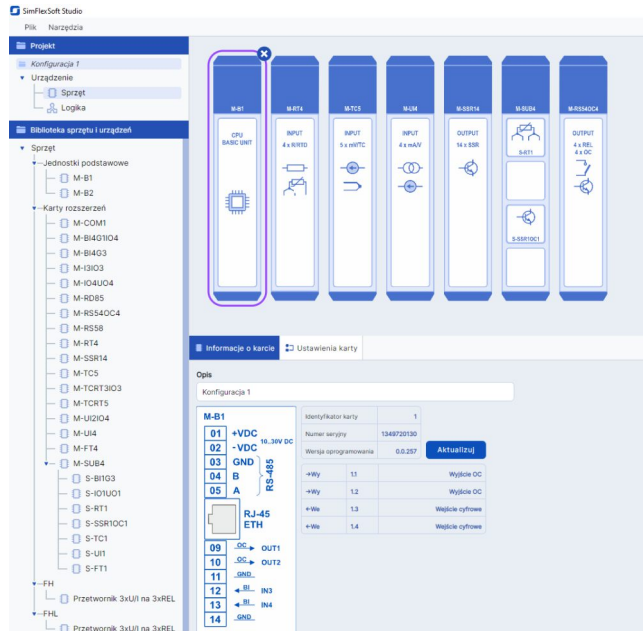 SimFlexSoft Studio
Plik Narzędzia
Projekt
Konfiguracja 1
Urządzenie
Sprzęt
Logika
Biblioteka sprzętu i urządzeń
Sprzęt
Jednostki podstawowe
M-B1
M-B2
Karty rozszerzeń
M-COM1
M-BI4G1IO4
M-BI4G3
M-I3IO3
M-IO4UO4
M-RD85
M-RS54OC4
M-RS58
M-RT4
M-SSR14
M-TC5
M-TCRT3IO3
M-TCRT5
M-UI2IO4
M-UI4
M-FT4
M-SUB4
S-BI1G3
S-IO1UO1
S-RT1
S-SSR1OC1
S-TC1
S-UI1
S-FT1
FH
Przetwornik 3xU/I na 3xREL
FHL
Przetwornik 3xU/I na 3xREL
M-B1 M-RT4 M-TC5 M-UI4 M-SSR14 M-SUB4 M-RS54OC4
CPU
BASIC UNIT
INPUT
4 x R/RTD
INPUT
5 x mV/TC
INPUT
4 x mA/V
OUTPUT
14 x SSR
S-RT1
S-SSR1OC1
OUTPUT
4 x REL
4 x OC
Informacje o karcie Ustawienia karty
Opis
Konfiguracja 1
M-B1
01 +VDC
02 -VDC
10..30V DC
03 GND
04 B
05 A
RS-485
RJ-45
ETH
09 OC OUT1
10 OC OUT2
11 GND
12 BI IN3
13 BI IN4
14 GND
Identyfikator karty 1
Numer seryjny 1349720130
Wersja oprogramowania 0.0.257 Aktualizuj
→Wy 1.1 Wyjście OC
→Wy 1.2 Wyjście OC
←We 1.3 Wejście cyfrowe
←We 1.4 Wejście cyfrowe